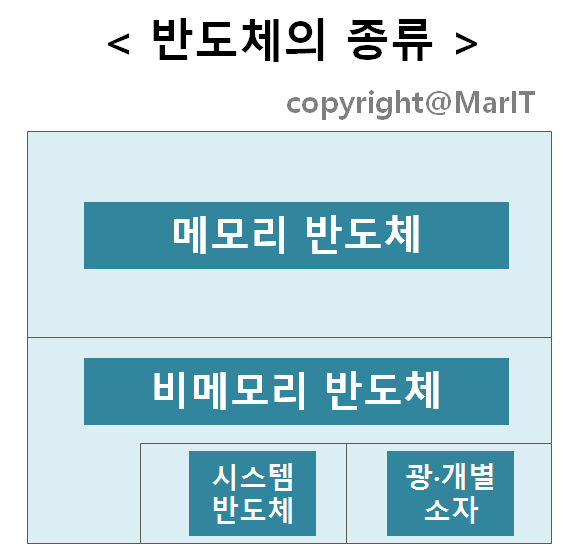 < 반도체의 종류 >
copyright@MarIT
메모리 반도체
비메모리 반도체
시스템
반도체
광·개별
소자